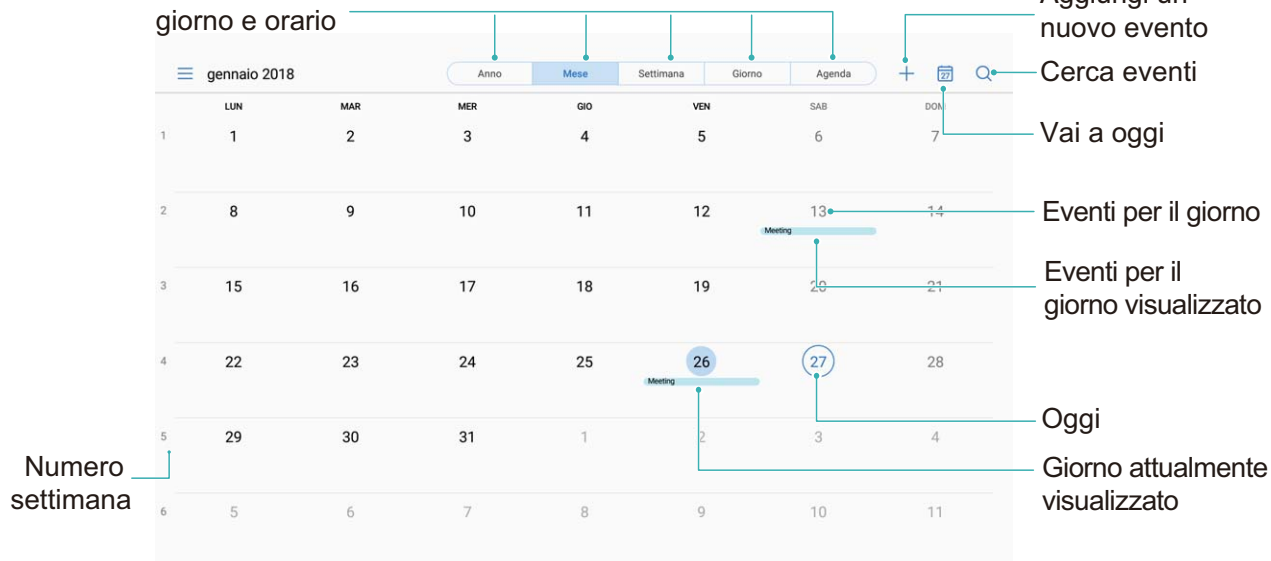 Aggiungi un
giorno e orario
nuovo evento
gennaio 2018 Anno Mese Settimana Giorno Agenda 27
Cerca eventi
LUN MAR MER GIO VEN SAB DOM
1 1 2 3 4 5 6 7
Vai a oggi
2 8 9 10 11 12 13 14
Eventi per il giorno
Meeting
Eventi per il
giorno visualizzato
3 15 16 17 18 19 20 21
4 22 23 24 25 26 27 28
Meeting
Oggi
5 29 30 31 1 2 3 4
Numero
settimana
Giorno attualmente
visualizzato
6 5 6 7 8 9 10 11